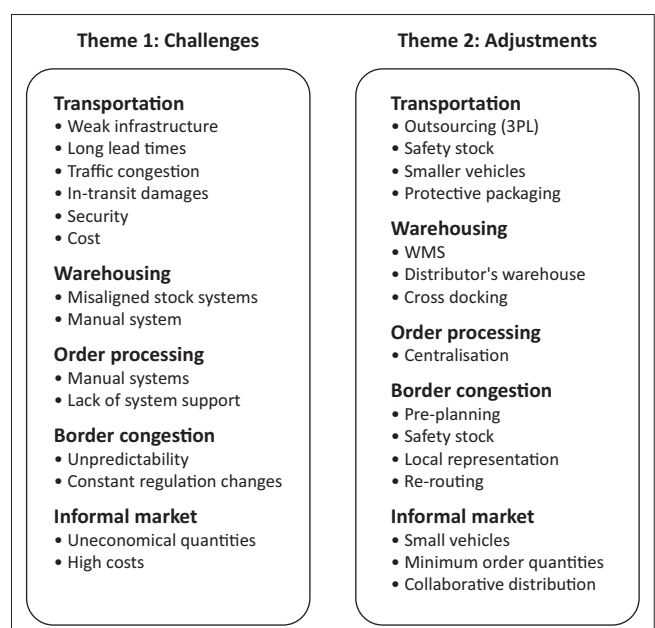 Theme 1: Challenges
Transportation
• Weak infrastructure
• Long lead times
• Traffic congestion
• In-transit damages
• Security
• Cost
Warehousing
• Misaligned stock systems
• Manual system
Order processing
• Manual systems
• Lack of system support
Border congestion
• Unpredictability
• Constant regulation changes
Informal market
• Uneconomical quantities
• High costs
Theme 2: Adjustments
Transportation
• Outsourcing (3PL)
• Safety stock
• Smaller vehicles
• Protective packaging
Warehousing
• WMS
• Distributor's warehouse
• Cross docking
Order processing
• Centralisation
Border congestion
• Pre-planning
• Safety stock
• Local representation
• Re-routing
Informal market
• Small vehicles
• Minimum order quantities
• Collaborative distribution